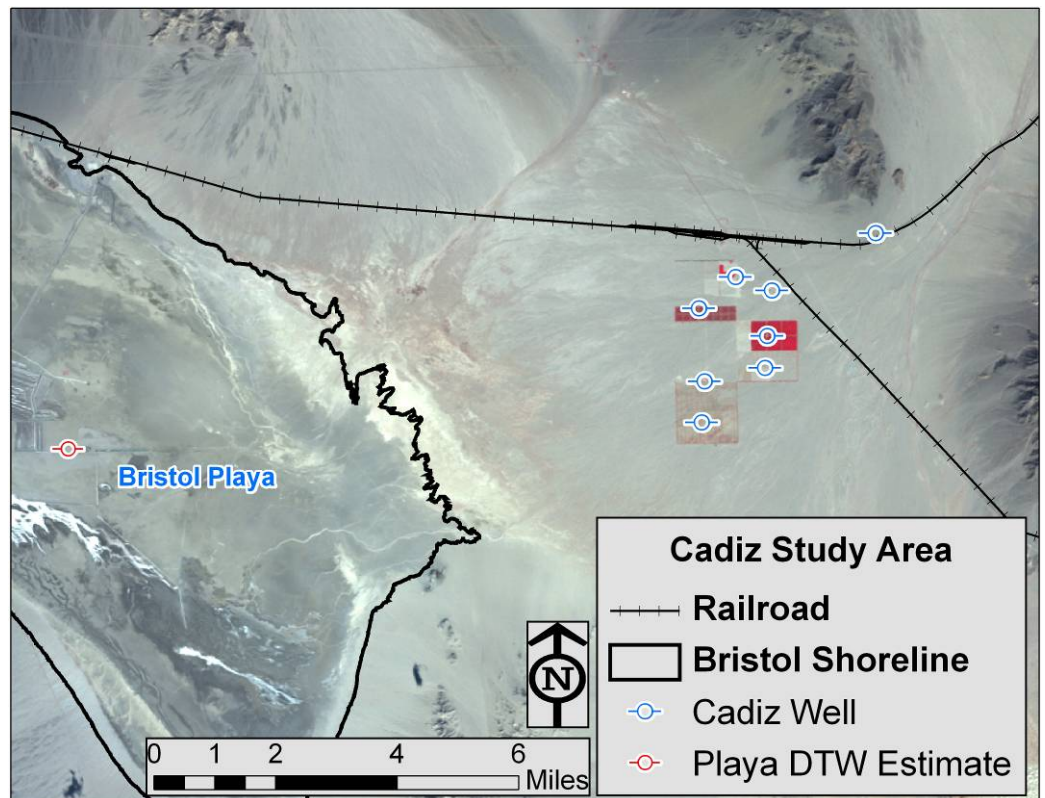 Bristol Playa
Cadiz Study Area
Railroad
Bristol Shoreline
Cadiz Well
Playa DTW Estimate
N
0 1 2 4 6
Miles